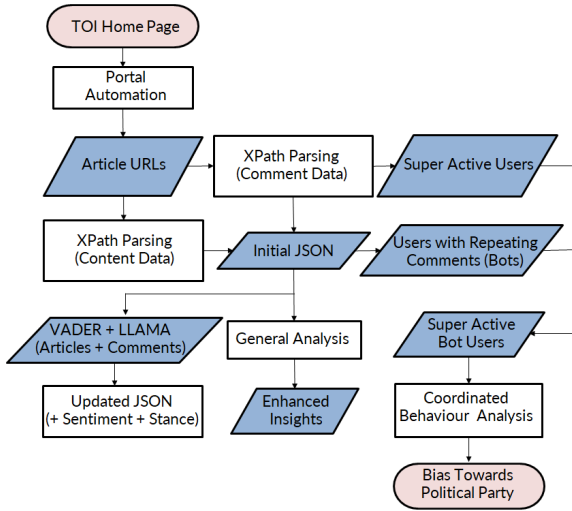 TOI Home Page
Portal
Automation
Article URLs
XPath Parsing
(Comment Data)
Super Active Users
XPath Parsing
(Content Data)
Initial JSON
Users with Repeating
Comments (Bots)
VADER + LLAMA
(Articles + Comments)
General Analysis
Super Active
Bot Users
Updated JSON
(+ Sentiment + Stance)
Enhanced
Insights
Coordinated
Behaviour Analysis
Bias Towards
Political Party